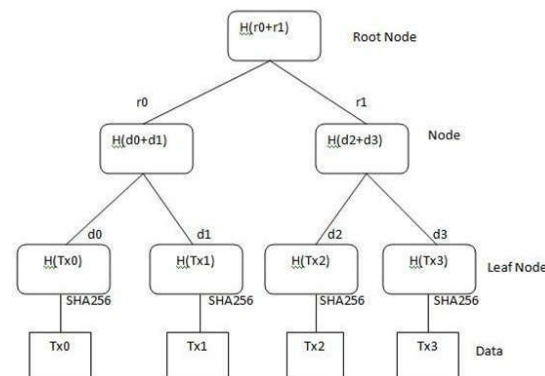 H(r0+r1)
Root Node
r0
r1
H(d0+d1)
H(d2+d3)
Node
d0
d1
d2
d3
H(Tx0)
H(Tx1)
H(Tx2)
H(Tx3)
Leaf Node
SHA256
SHA256
SHA256
SHA256
Tx0
Tx1
Tx2
Tx3
Data